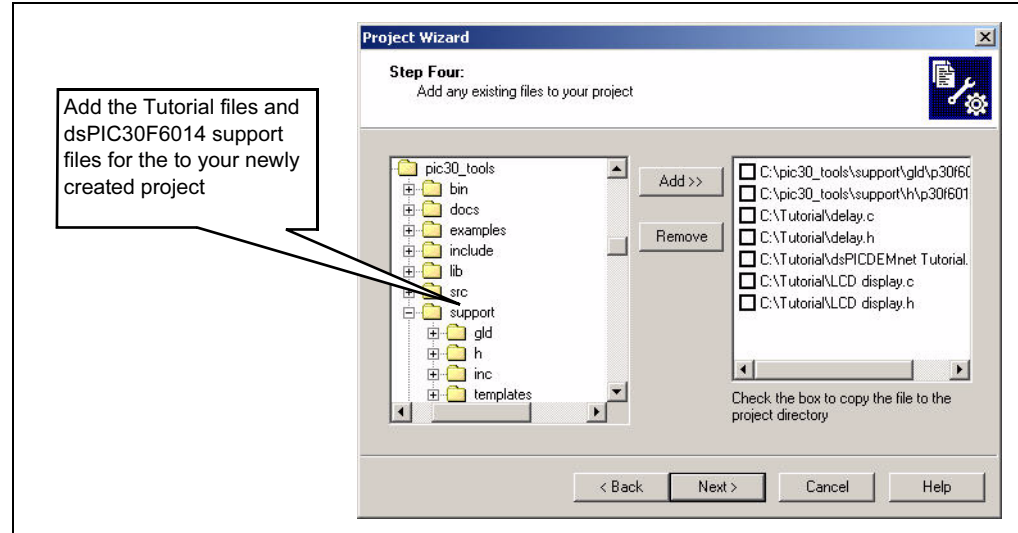 Add the Tutorial files and
dsPIC30F6014 support
files for the to your newly
created project
Project Wizard
Step Four:
Add any existing files to your project
pic30_tools
bin
docs
examples
include
lib
src
support
gld
h
inc
templates
Add >>
Remove
C:\pic30_tools\support\gld\p30f60
C:\pic30_tools\support\h\p30f601
C:\Tutorial\delay.c
C:\Tutorial\delay.h
C:\Tutorial\dsPICDEMnet Tutorial.
C:\Tutorial\LCD display.c
C:\Tutorial\LCD display.h
Check the box to copy the file to the
project directory
< Back
Next >
Cancel
Help